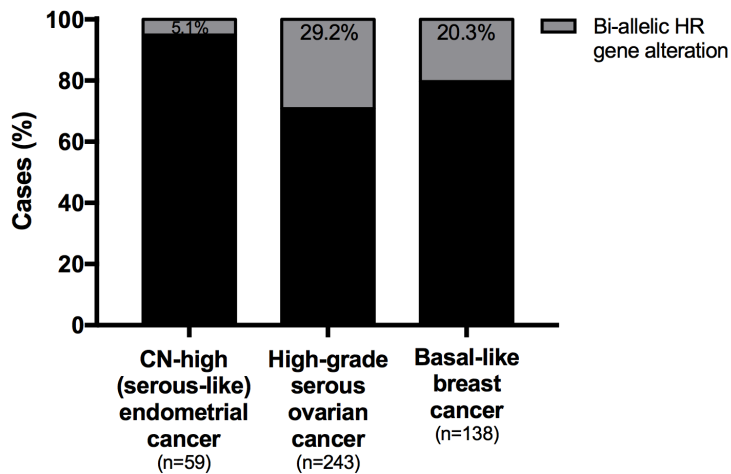 100
80
60
40
20
0
Cases (%)
5.1%
29.2%
20.3%
Bi-allelic HR
gene alteration
CN-high
(serous-like)
endometrial
cancer
(n=59)
High-grade
serous
ovarian
cancer
(n=243)
Basal-like
breast
cancer
(n=138)